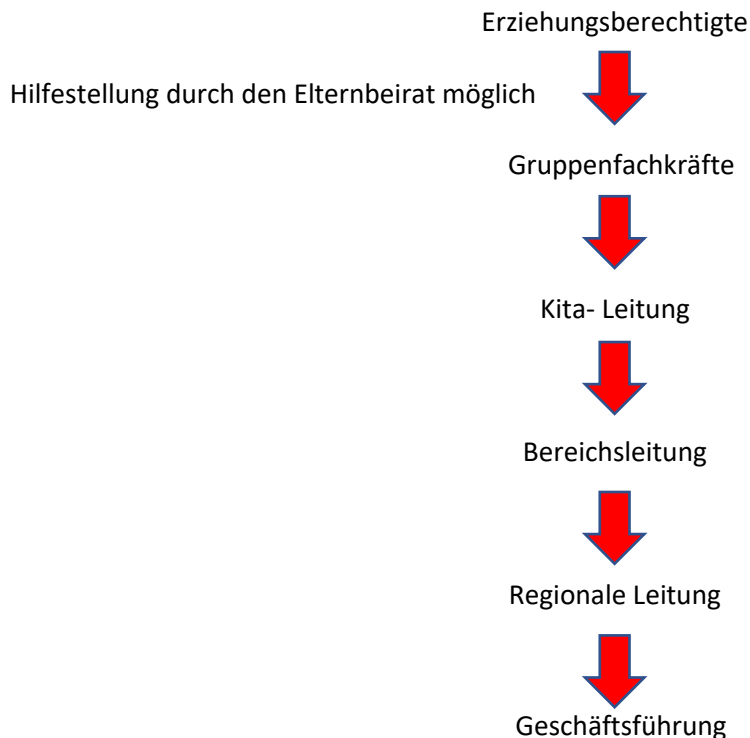 Erziehungsberechtigte
Hilfestellung durch den Elternbeirat möglich
Gruppenfachkräfte
Kita- Leitung
Bereichsleitung
Regionale Leitung
Geschäftsführung